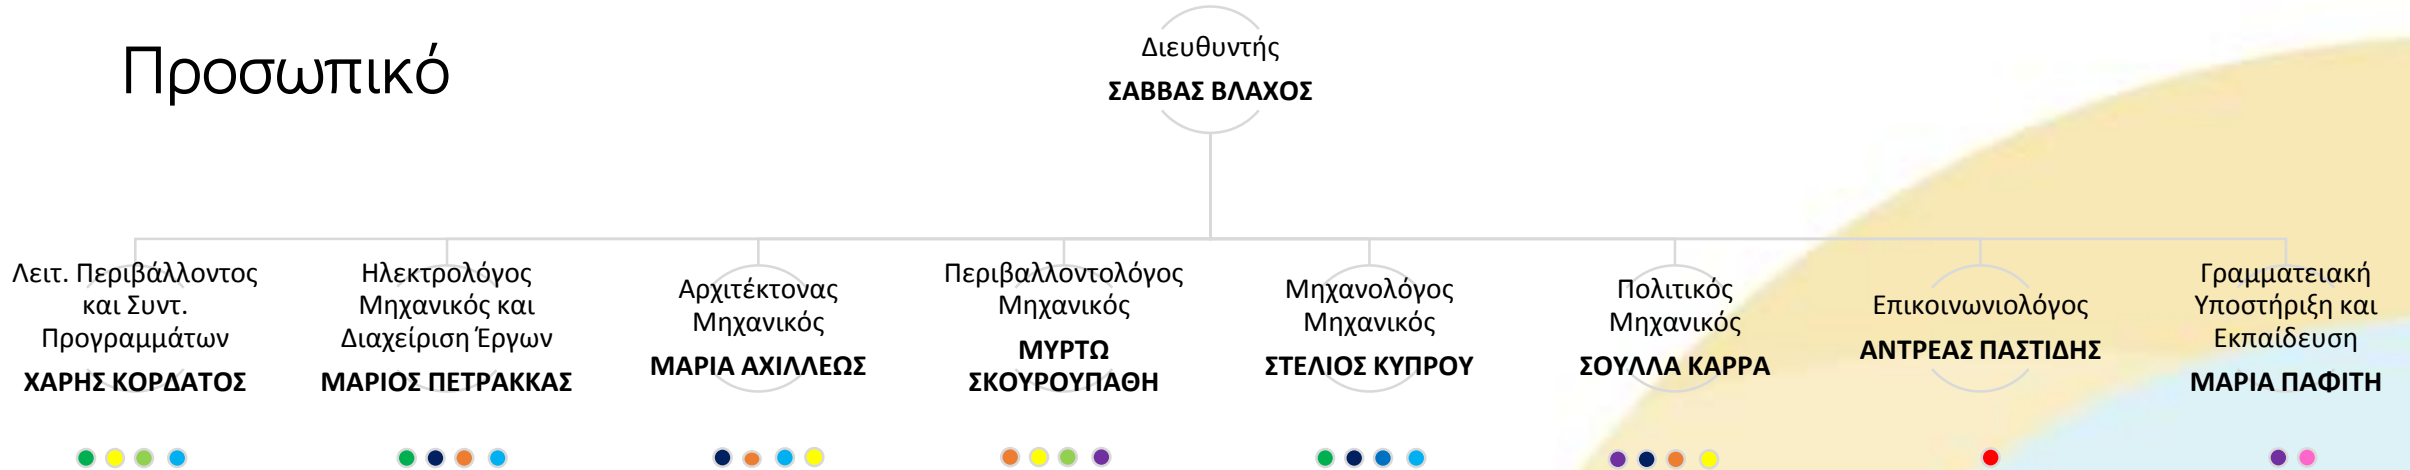 Προσωπικό
Διευθυντής
ΣΑΒΒΑΣ ΒΛΑΧΟΣ
Λειτ. Περιβάλλοντος
και Συντ.
Προγραμμάτων
ΧΑΡΗΣ ΚΟΡΔΑΤΟΣ
Ηλεκτρολόγος
Μηχανικός και
Διαχείριση Έργων
ΜΑΡΙΟΣ ΠΕΤΡΑΚΚΑΣ
Αρχιτέκτονας
Μηχανικός
ΜΑΡΙΑ ΑΧΙΛΛΕΩΣ
Περιβαλλοντολόγος
Μηχανικός
ΜΥΡΤΩ
ΣΚΟΥΡΟΥΠΑΘΗ
Μηχανολόγος
Μηχανικός
ΣΤΕΛΙΟΣ ΚΥΠΡΟΥ
Πολιτικός
Μηχανικός
ΣΟΥΛΛΑ ΚΑΡΡΑ
Επικοινωνιολόγος
ΑΝΤΡΕΑΣ ΠΑΣΤΙΔΗΣ
Γραμματειακή
Υποστήριξη και
Εκπαίδευση
ΜΑΡΙΑ ΠΑΦΙΤΗ